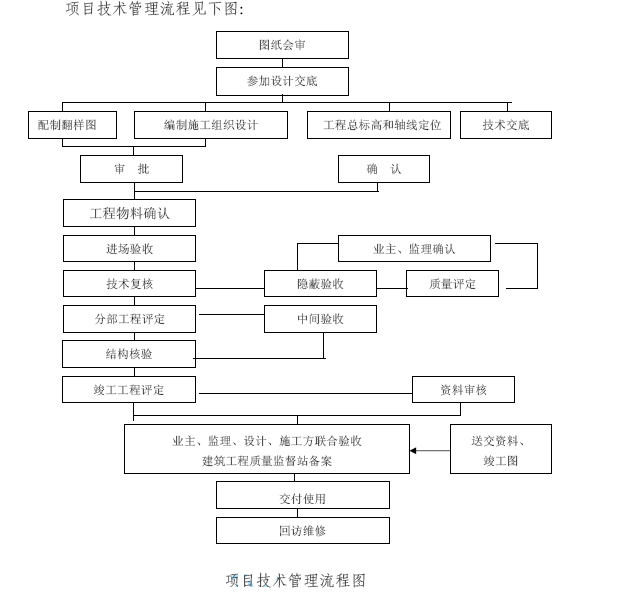 项目技术管理流程见下图：
图纸会审
参加设计交底
配制翻样图
编制施工组织设计
工程总标高和轴线定位
技术交底
审 批
确 认
工程物料确认
进场验收
业主、监理确认
技术复核
隐蔽验收
质量评定
分部工程评定
中间验收
结构核验
竣工工程评定
资料审核
业主、监理、设计、施工方联合验收
建筑工程质量监督站备案
送交资料、
竣工图
交付使用
回访维修
项目技术管理流程图